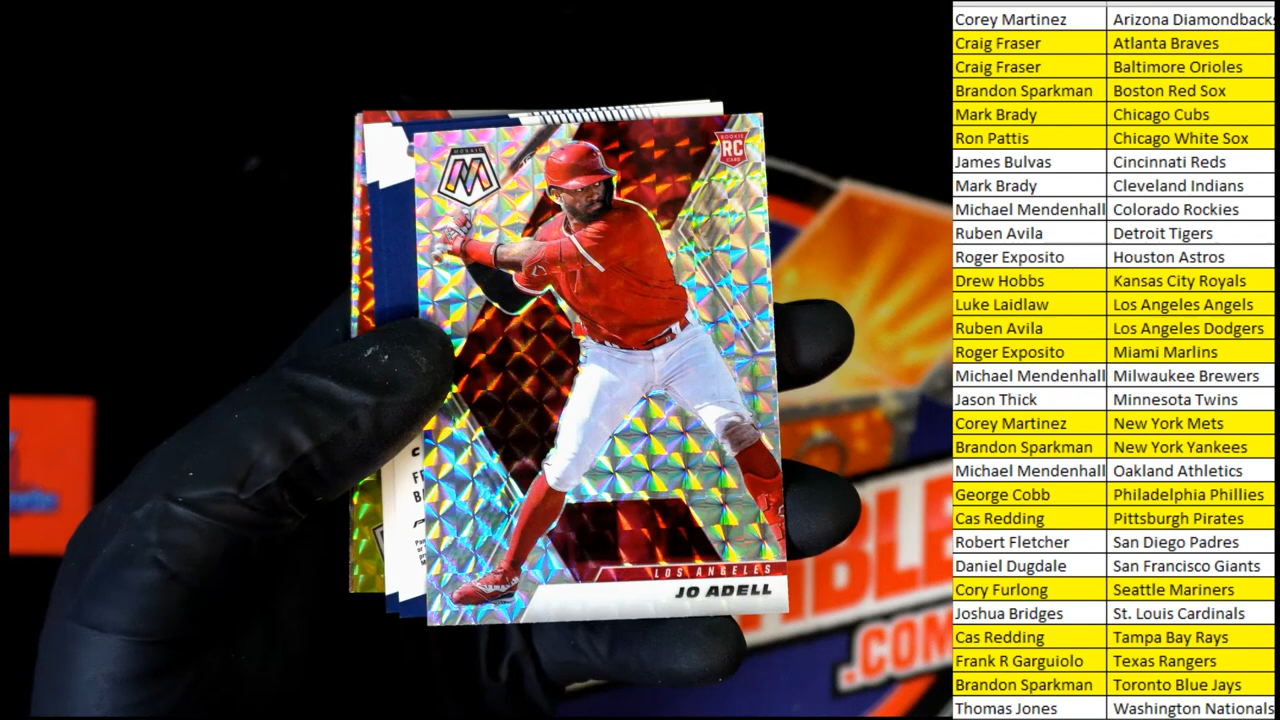 MOSAIC
ROOKIE
RC
CARD
LOS ANGELES
JO ADELL
.COM
Corey Martinez Arizona Diamondbacks
Craig Fraser Atlanta Braves
Craig Fraser Baltimore Orioles
Brandon Sparkman Boston Red Sox
Mark Brady Chicago Cubs
Ron Pattis Chicago White Sox
James Bulvas Cincinnati Reds
Mark Brady Cleveland Indians
Michael Mendenhall Colorado Rockies
Ruben Avila Detroit Tigers
Roger Exposito Houston Astros
Drew Hobbs Kansas City Royals
Luke Laidlaw Los Angeles Angels
Ruben Avila Los Angeles Dodgers
Roger Exposito Miami Marlins
Michael Mendenhall Milwaukee Brewers
Jason Thick Minnesota Twins
Corey Martinez New York Mets
Brandon Sparkman New York Yankees
Michael Mendenhall Oakland Athletics
George Cobb Philadelphia Phillies
Cas Redding Pittsburgh Pirates
Robert Fletcher San Diego Padres
Daniel Dugdale San Francisco Giants
Cory Furlong Seattle Mariners
Joshua Bridges St. Louis Cardinals
Cas Redding Tampa Bay Rays
Frank R Garguiolo Texas Rangers
Brandon Sparkman Toronto Blue Jays
Thomas Jones Washington Nationals